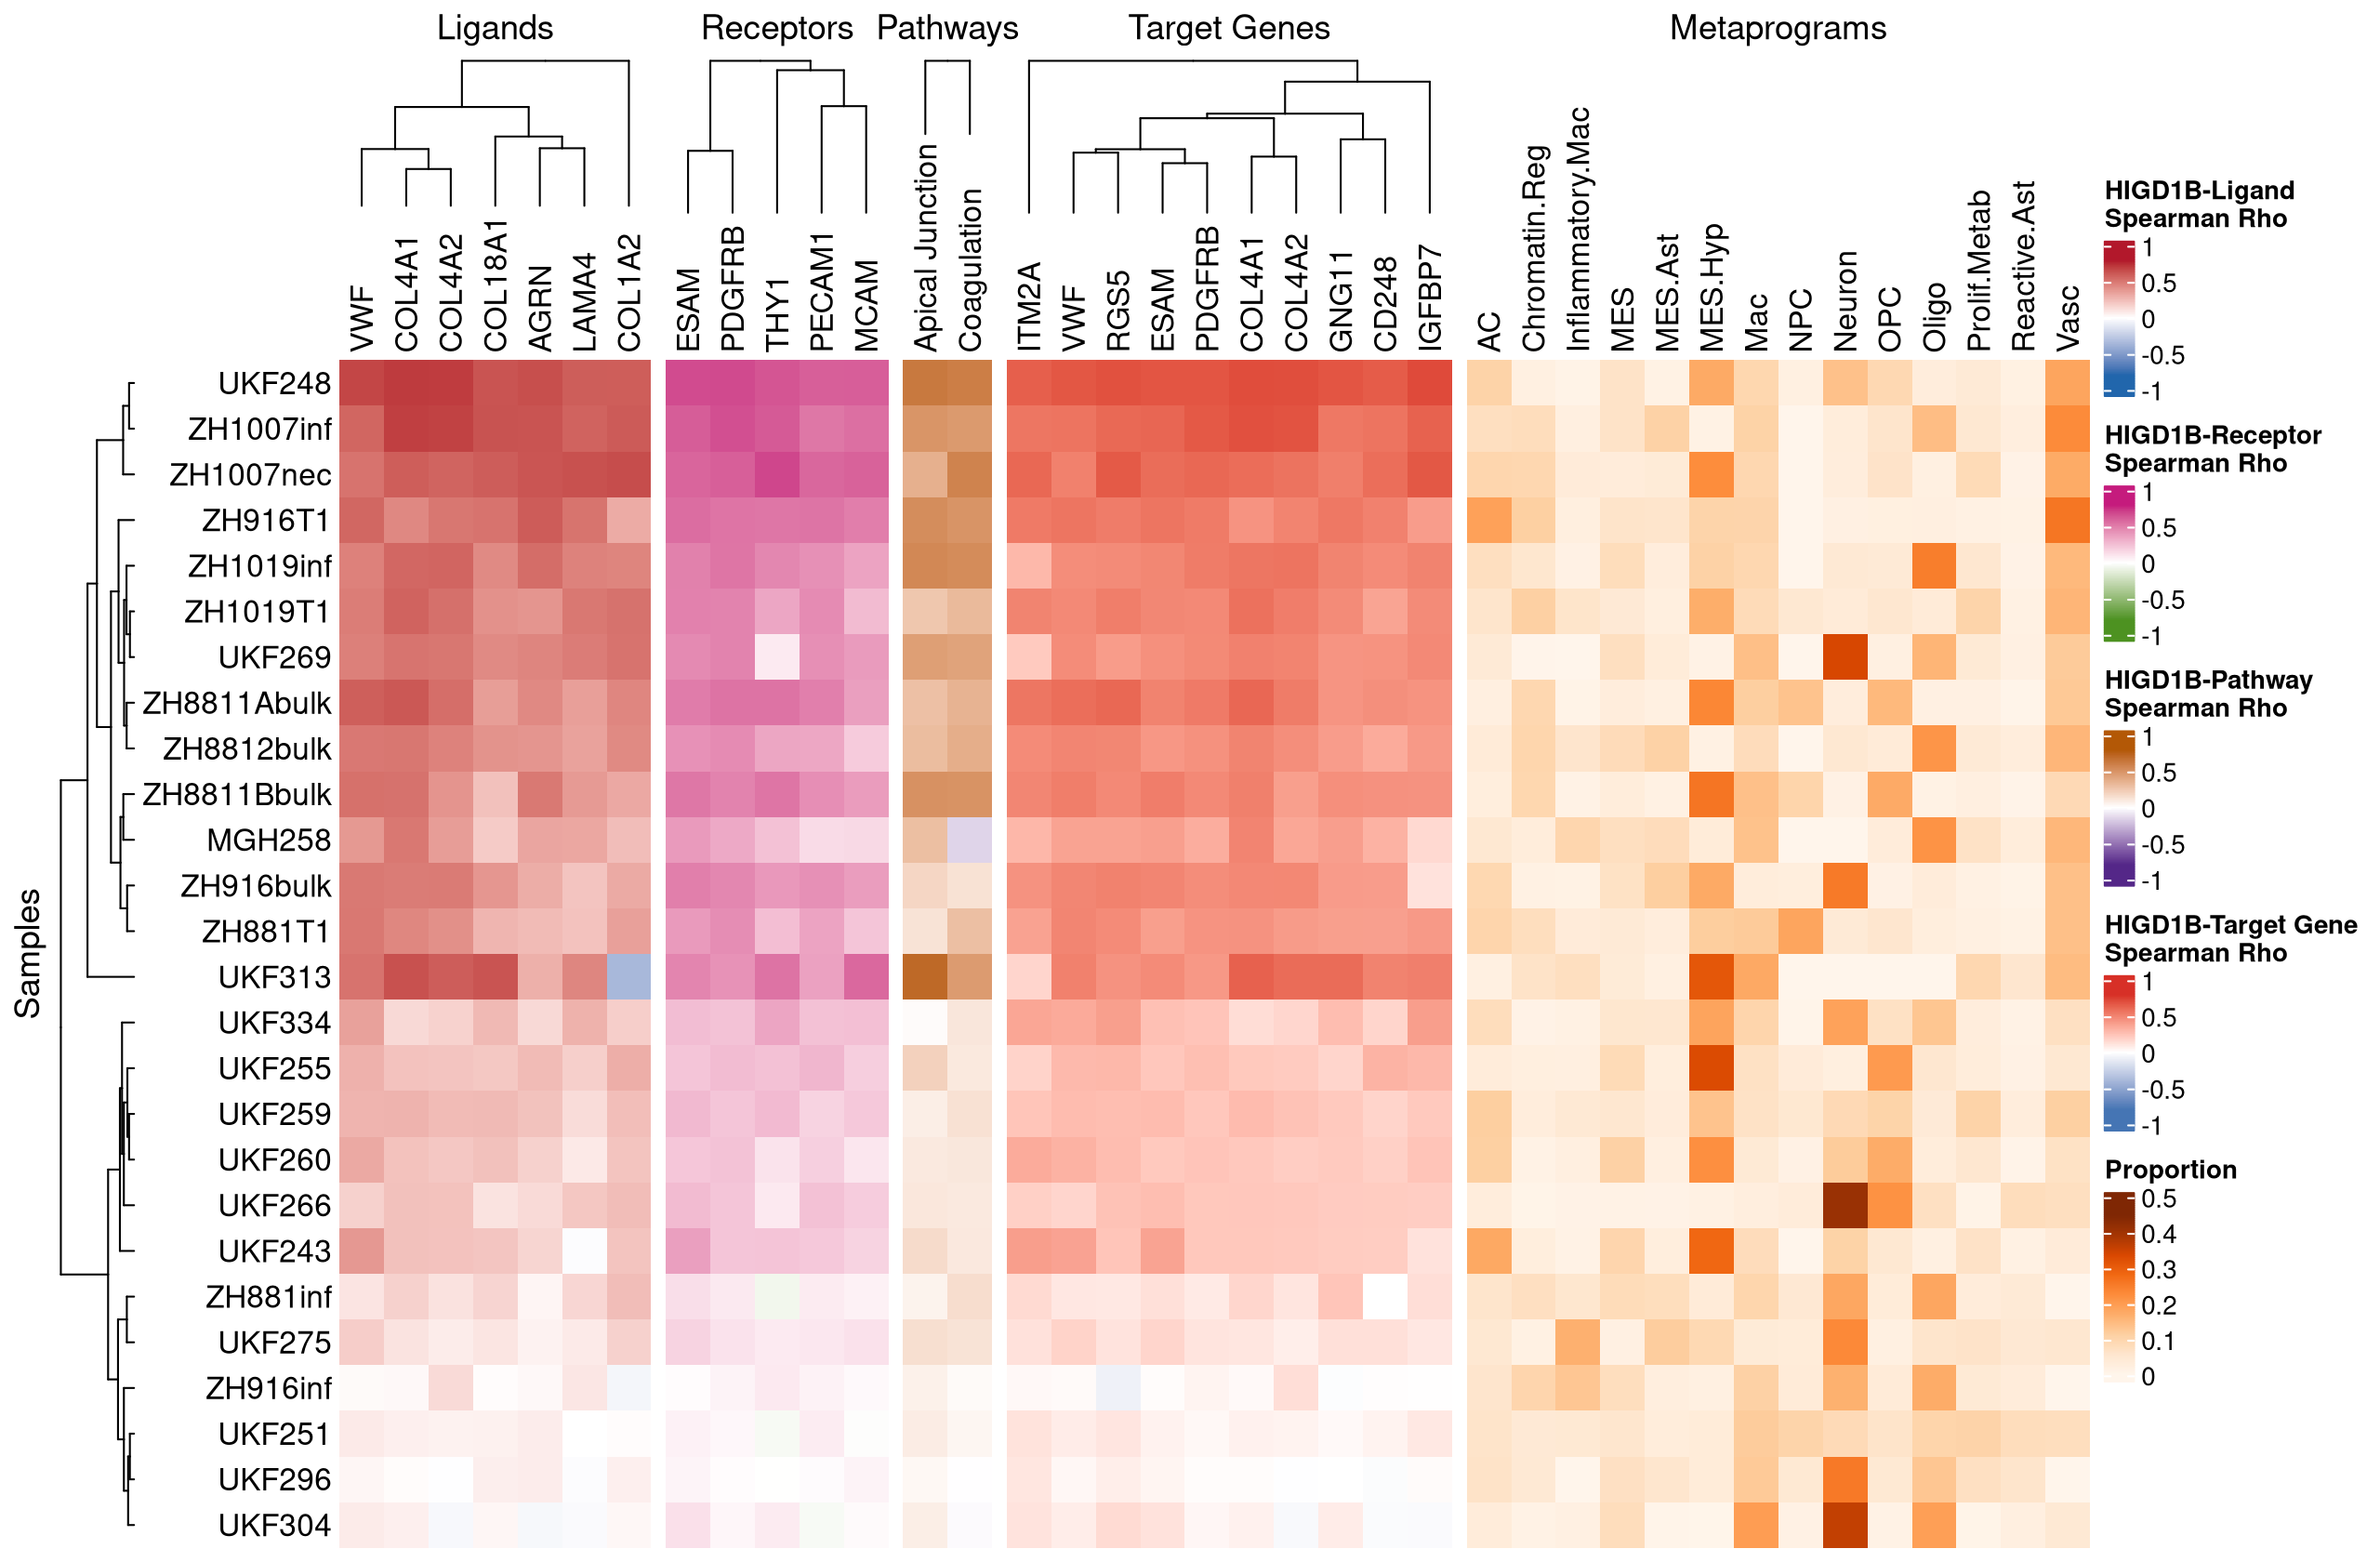 Ligands
Receptors
Pathways
Target Genes
Metaprograms
VWF
COL4A1
COL4A2
COL18A1
AGRN
LAMA4
COL1A2
ESAM
PDGFRB
THY1
PECAM1
MCAM
Apical Junction
Coagulation
ITM2A
VWF
RGS5
ESAM
PDGFRB
COL4A1
COL4A2
GNG11
CD248
IGFBP7
AC
Chromatin.Reg
Inflammatory.Mac
MES
MES.Ast
MES.Hyp
Mac
NPC
Neuron
OPC
Oligo
Prolif.Metab
Reactive.Ast
Vasc
Samples
UKF248
ZH1007inf
ZH1007nec
ZH916T1
ZH1019inf
ZH1019T1
UKF269
ZH8811Abulk
ZH8812bulk
ZH8811Bbulk
MGH258
ZH916bulk
ZH881T1
UKF313
UKF334
UKF255
UKF259
UKF260
UKF266
UKF243
ZH881inf
UKF275
ZH916inf
UKF251
UKF296
UKF304
HIGD1B-Ligand
Spearman Rho
1
0.5
0
-0.5
-1
HIGD1B-Receptor
Spearman Rho
1
0.5
0
-0.5
-1
HIGD1B-Pathway
Spearman Rho
1
0.5
0
-0.5
-1
HIGD1B-Target Gene
Spearman Rho
1
0.5
0
-0.5
-1
Proportion
0.5
0.4
0.3
0.2
0.1
0